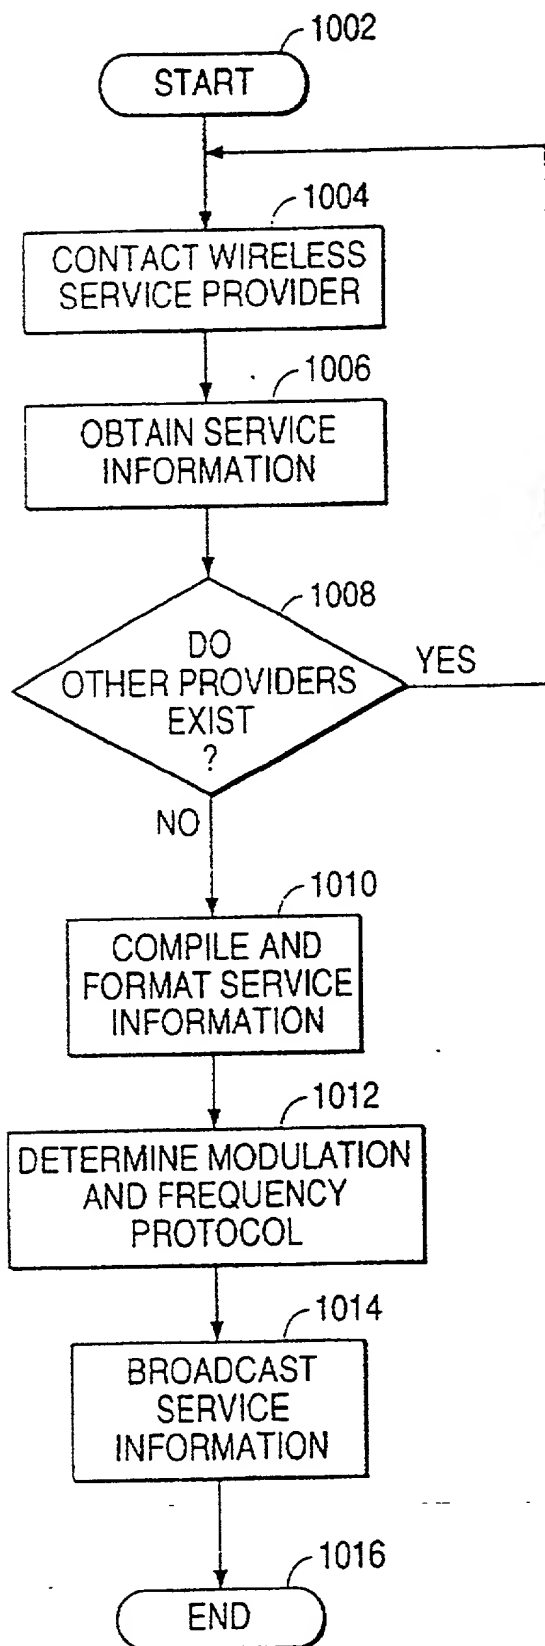 1002
START
1004
CONTACT WIRELESS
SERVICE PROVIDER
1006
OBTAIN SERVICE
INFORMATION
1008
DO
OTHER PROVIDERS
EXIST
?
YES
NO
1010
COMPILE AND
FORMAT SERVICE
INFORMATION
1012
DETERMINE MODULATION
AND FREQUENCY
PROTOCOL
1014
BROADCAST
SERVICE
INFORMATION
1016
END